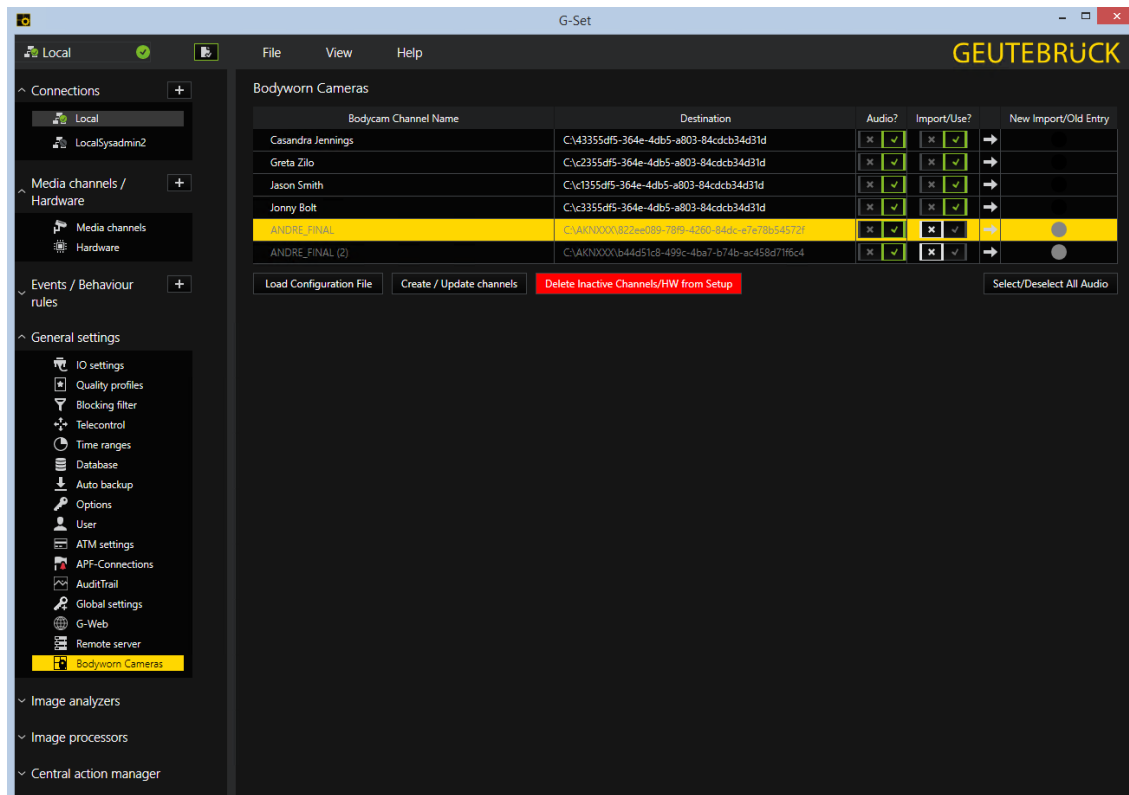 G-Set
Local
File View Help
GEUTEBRÜCK
Connections
Local
LocalSysadmin2
Media channels /
Hardware
Media channels
Hardware
Events / Behaviour
rules
General settings
IO settings
Quality profiles
Blocking filter
Telecontrol
Time ranges
Database
Auto backup
Options
User
ATM settings
APF-Connections
AuditTrail
Global settings
G-Web
Remote server
Bodyworn Cameras
Image analyzers
Image processors
Central action manager
Bodyworn Cameras
Bodycam Channel Name Destination Audio? Import/Use? New Import/Old Entry
Casandra Jennings C:\43355df5-364e-4db5-a803-84cdcb34d31d
Greta Zilo C:\c2355df5-364e-4db5-a803-84cdcb34d31d
Jason Smith C:\c1355df5-364e-4db5-a803-84cdcb34d31d
Jonny Bolt C:\c3355df5-364e-4db5-a803-84cdcb34d31d
ANDRE_FINAL C:\AKNXXX\822ee089-78f9-4260-84dc-e7e78b54572f
ANDRE_FINAL (2) C:\AKNXXX\b44d51c8-499c-4ba7-b74b-ac458d71f6c4
Load Configuration File Create / Update channels Delete Inactive Channels/HW from Setup Select/Deselect All Audio